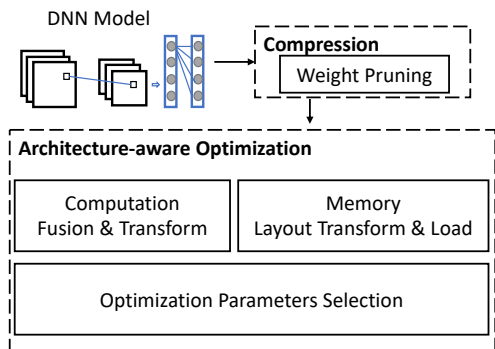 DNN Model
Compression
Weight Pruning
Architecture-aware Optimization
Computation
Fusion & Transform
Memory
Layout Transform & Load
Optimization Parameters Selection